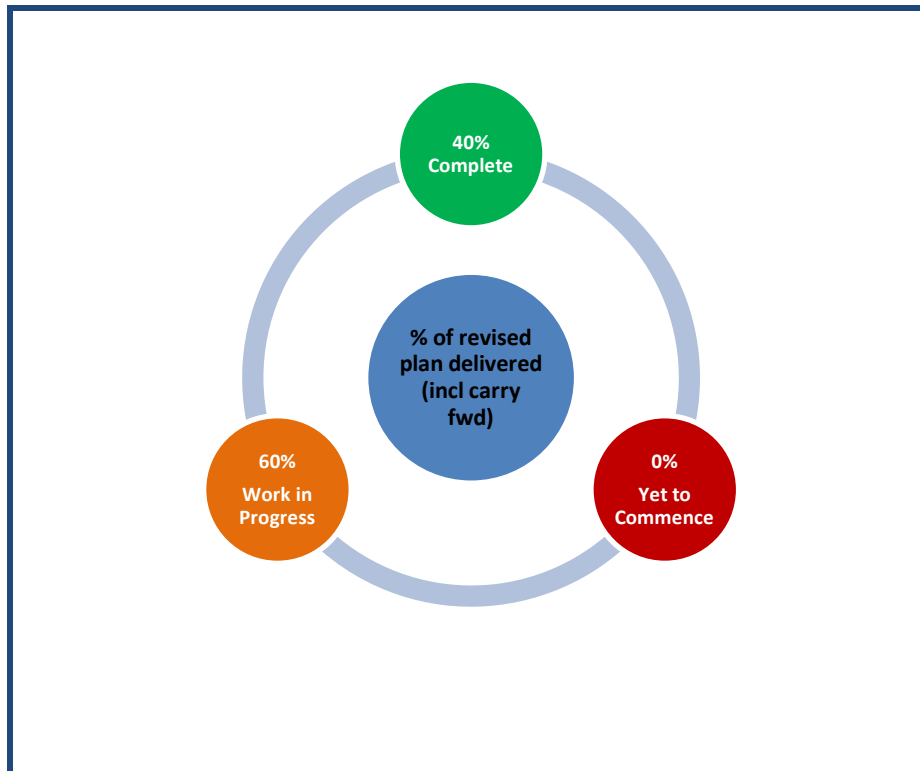 40%
Complete
% of revised
plan delivered
(incl carry
fwd)
60%
Work in
Progress
0%
Yet to
Commence